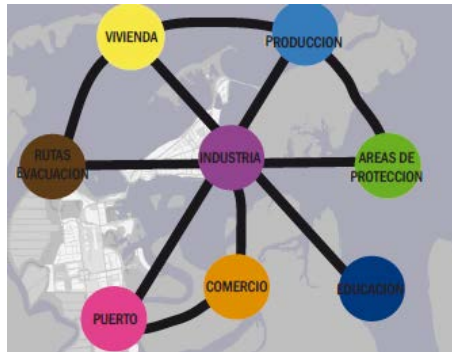 VIVIENDA
PRODUCCION
RUTAS
EVACUACION
INDUSTRIA
AREAS DE
PROTECCION
COMERCIO
EDUCACION
PUERTO